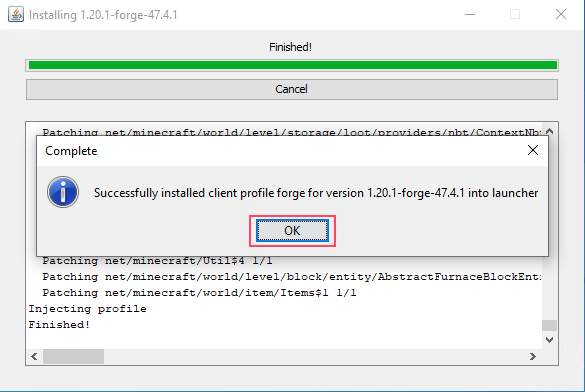 Installing 1.20.1-forge-47.4.1
Finished!
Cancel
Patching net/minecraft/world/level/storage/loot/providers/nbt/ContextNb
Complete
Successfully installed client profile forge for version 1.20.1-forge-47.4.1 into launcher
OK
Patching net/minecraft/Util$4 1/1
Patching net/minecraft/world/level/block/entity/AbstractFurnaceBlockEnt
Patching net/minecraft/world/item/Items$1 1/1
Injecting profile
Finished!